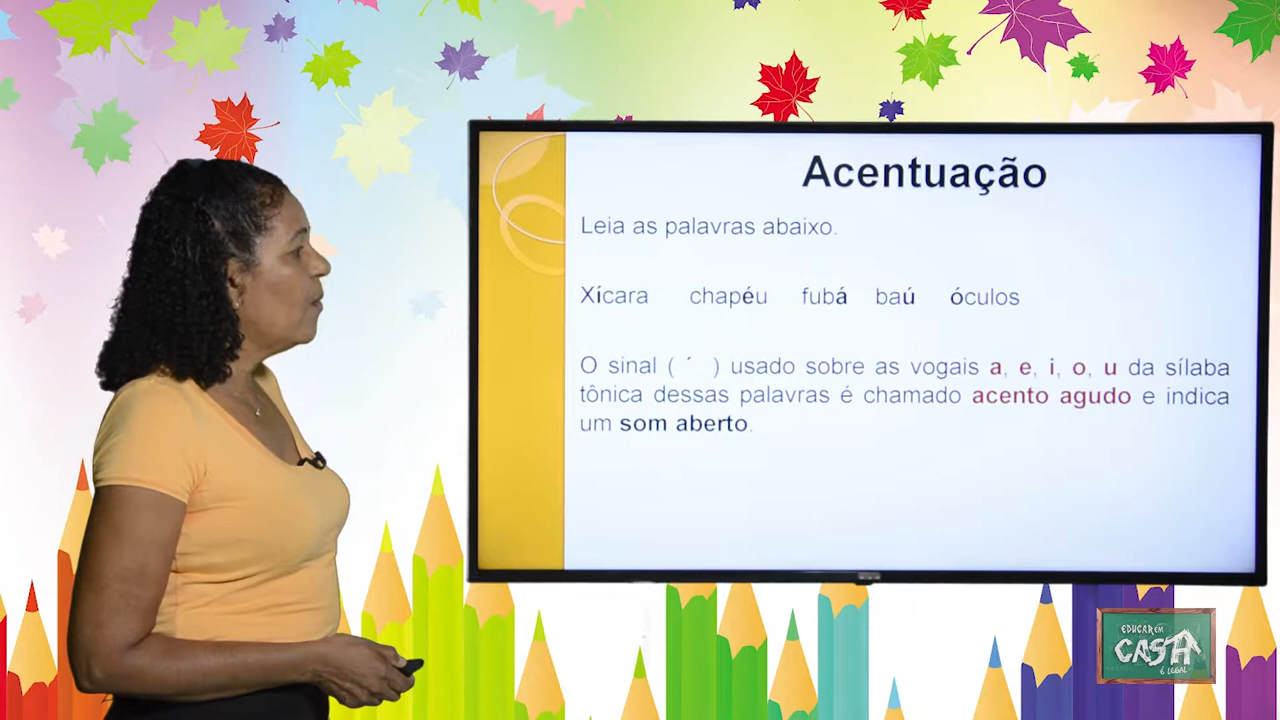 Acentuação
Leia as palavras abaixo.
Xícara chapéu fubá baú óculos
O sinal ( ´ ) usado sobre as vogais a, e, i, o, u da sílaba
tônica dessas palavras é chamado acento agudo e indica
um som aberto.
EDUCAR EM
CASA
É LEGAL